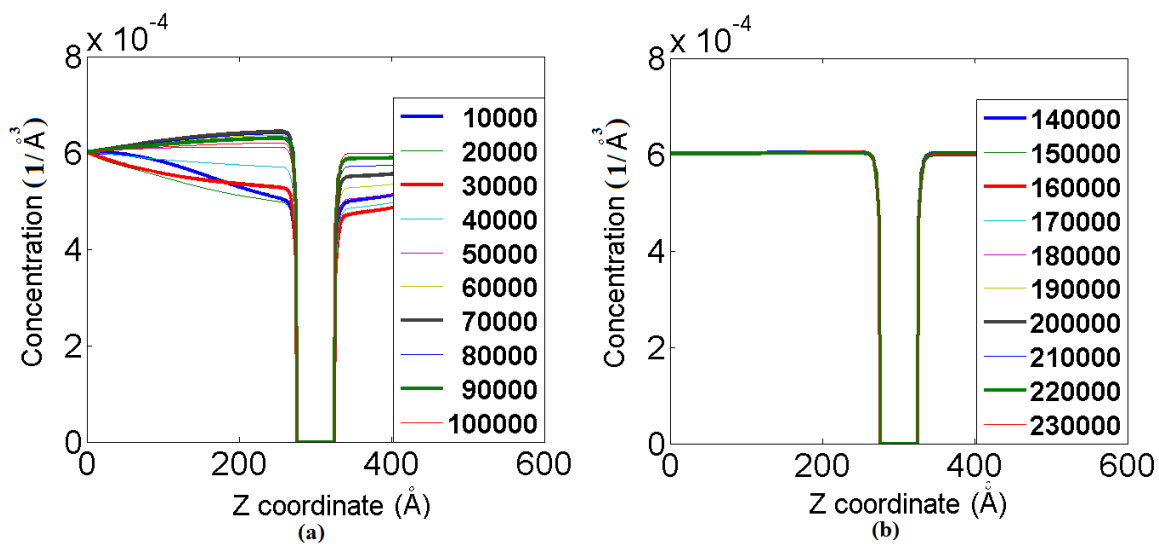 8 x 10⁻⁴
6
4
2
0
Concentration (1/Å³)
0 200 400 600
Z coordinate (Å)
(a)
10000
20000
30000
40000
50000
60000
70000
80000
90000
100000
8 x 10⁻⁴
6
4
2
0
Concentration (1/Å³)
0 200 400 600
Z coordinate (Å)
(b)
140000
150000
160000
170000
180000
190000
200000
210000
220000
230000